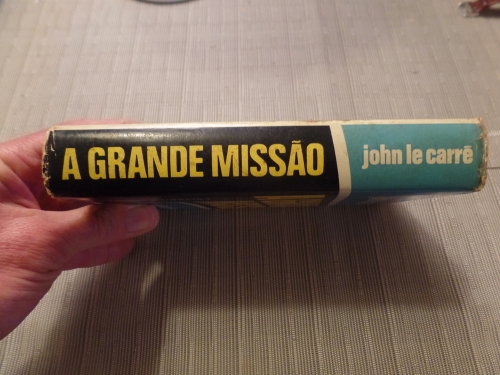 A GRANDE MISSÃO
john le carré